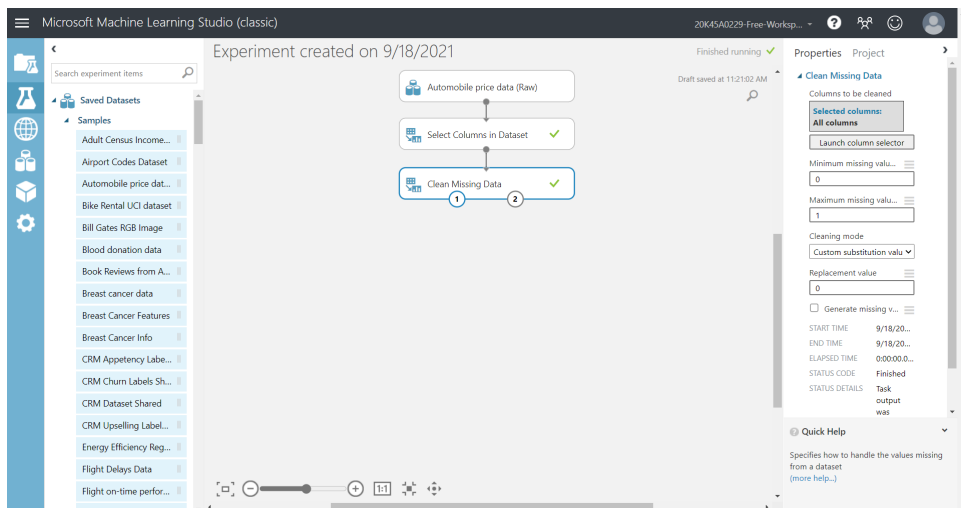 Microsoft Machine Learning Studio (classic)
20K45A0229-Free-Worksp...
?
Search experiment items
Saved Datasets
Samples
Adult Census Income...
Airport Codes Dataset
Automobile price dat...
Bike Rental UCI dataset
Bill Gates RGB Image
Blood donation data
Book Reviews from A...
Breast cancer data
Breast Cancer Features
Breast Cancer Info
CRM Appetency Labe...
CRM Churn Labels Sh...
CRM Dataset Shared
CRM Upselling Label...
Energy Efficiency Reg...
Flight Delays Data
Flight on-time perfor...
Experiment created on 9/18/2021
Finished running
Draft saved at 11:21:02 AM
Automobile price data (Raw)
Select Columns in Dataset
Clean Missing Data
1 2
1:1
Properties Project
Clean Missing Data
Columns to be cleaned
Selected columns:
All columns
Launch column selector
Minimum missing valu...
0
Maximum missing valu...
1
Cleaning mode
Custom substitution valu
Replacement value
0
Generate missing v...
START TIME 9/18/20...
END TIME 9/18/20...
ELAPSED TIME 0:00:00.0...
STATUS CODE Finished
STATUS DETAILS Task
output
was
? Quick Help
Specifies how to handle the values missing
from a dataset
(more help...)